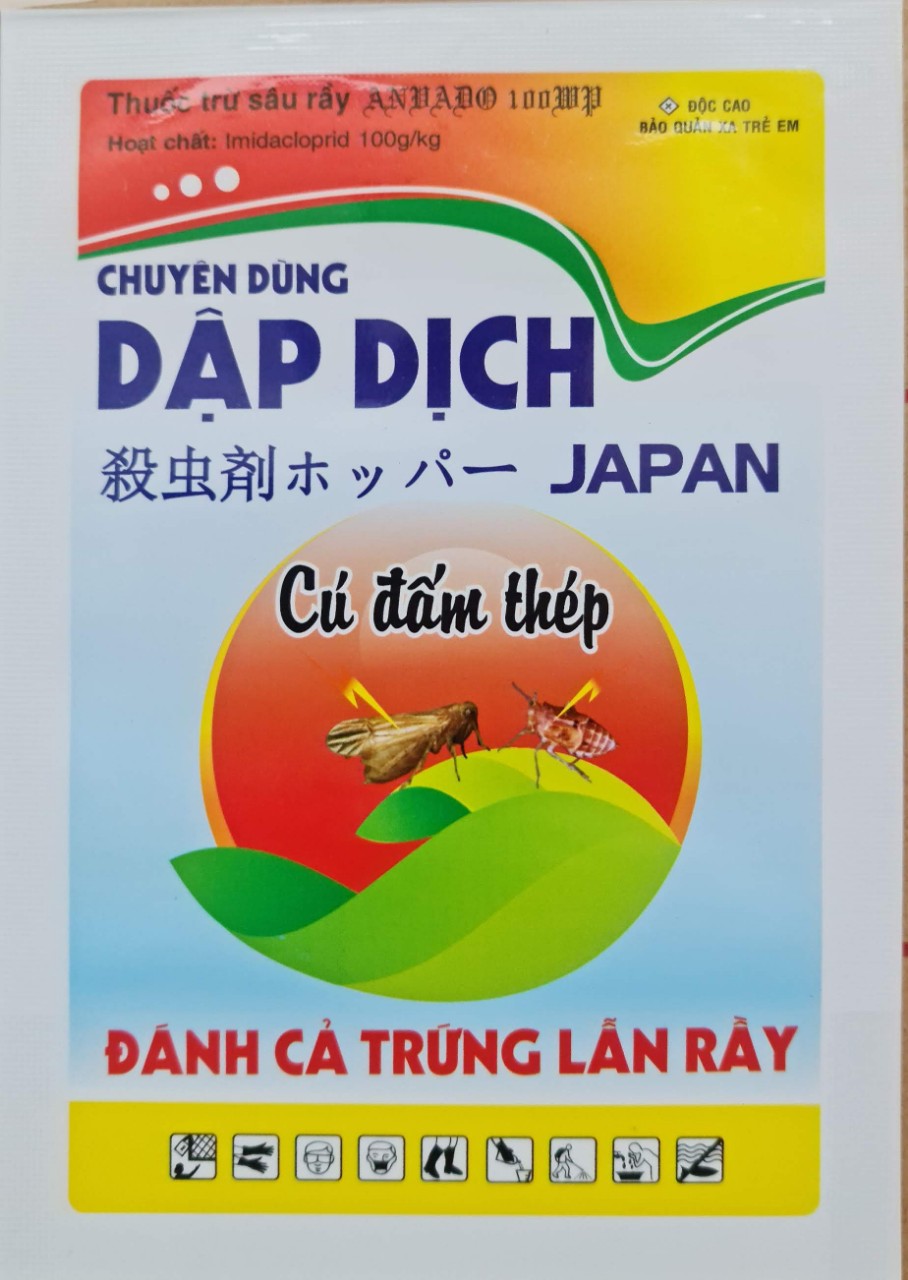 Thuốc trừ sâu rầy ANVADO 100WP
Hoạt chất: Imidacloprid 100g/kg
ĐỘC CAO
BẢO QUẢN XA TRẺ EM
CHUYÊN DÙNG
DẬP DỊCH
殺虫剤ホッパー JAPAN
Cú đấm thép
ĐÁNH CẢ TRỨNG LẪN RẦY